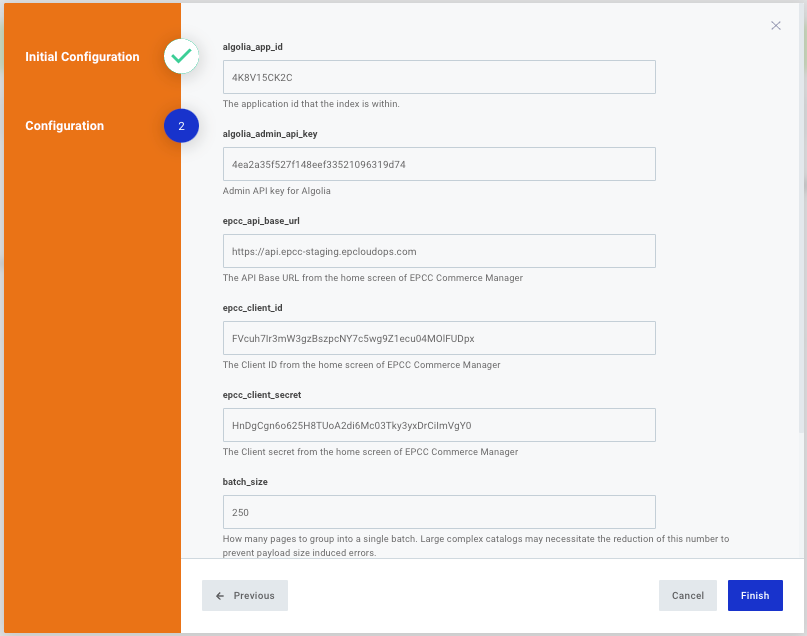 Initial Configuration
Configuration
2
algolia_app_id
4K8V15CK2C
The application id that the index is within.
algolia_admin_api_key
4ea2a35f527f148eef33521096319d74
Admin API key for Algolia
epcc_api_base_url
https://api.epcc-staging.epcloudops.com
The API Base URL from the home screen of EPCC Commerce Manager
epcc_client_id
FVcuh7Ir3mW3gzBszpcNY7c5wg9Z1ecu04MOlFUDpx
The Client ID from the home screen of EPCC Commerce Manager
epcc_client_secret
HnDgCgn6o625H8TUoA2di6Mc03Tky3yxDrCiImVgY0
The Client secret from the home screen of EPCC Commerce Manager
batch_size
250
How many pages to group into a single batch. Large complex catalogs may necessitate the reduction of this number to
prevent payload size induced errors.
Previous
Cancel
Finish